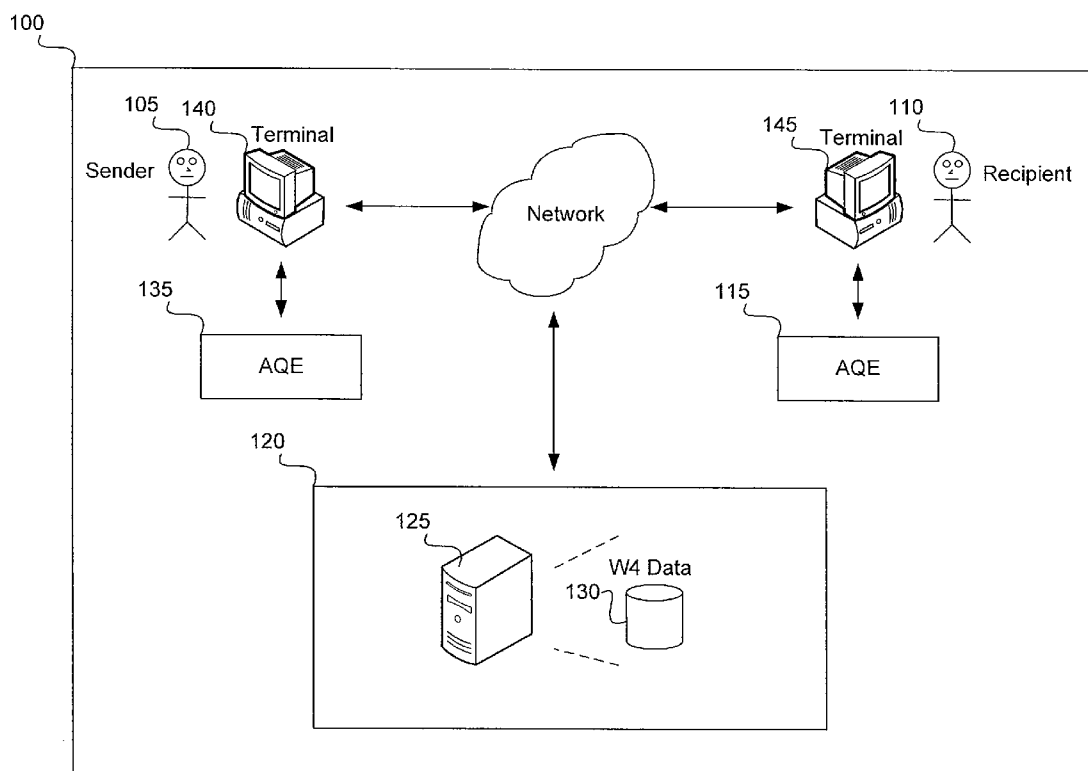 100
105
140
Terminal
Sender
145
Terminal
110
Recipient
Network
135
AQE
115
AQE
120
125
W4 Data
130